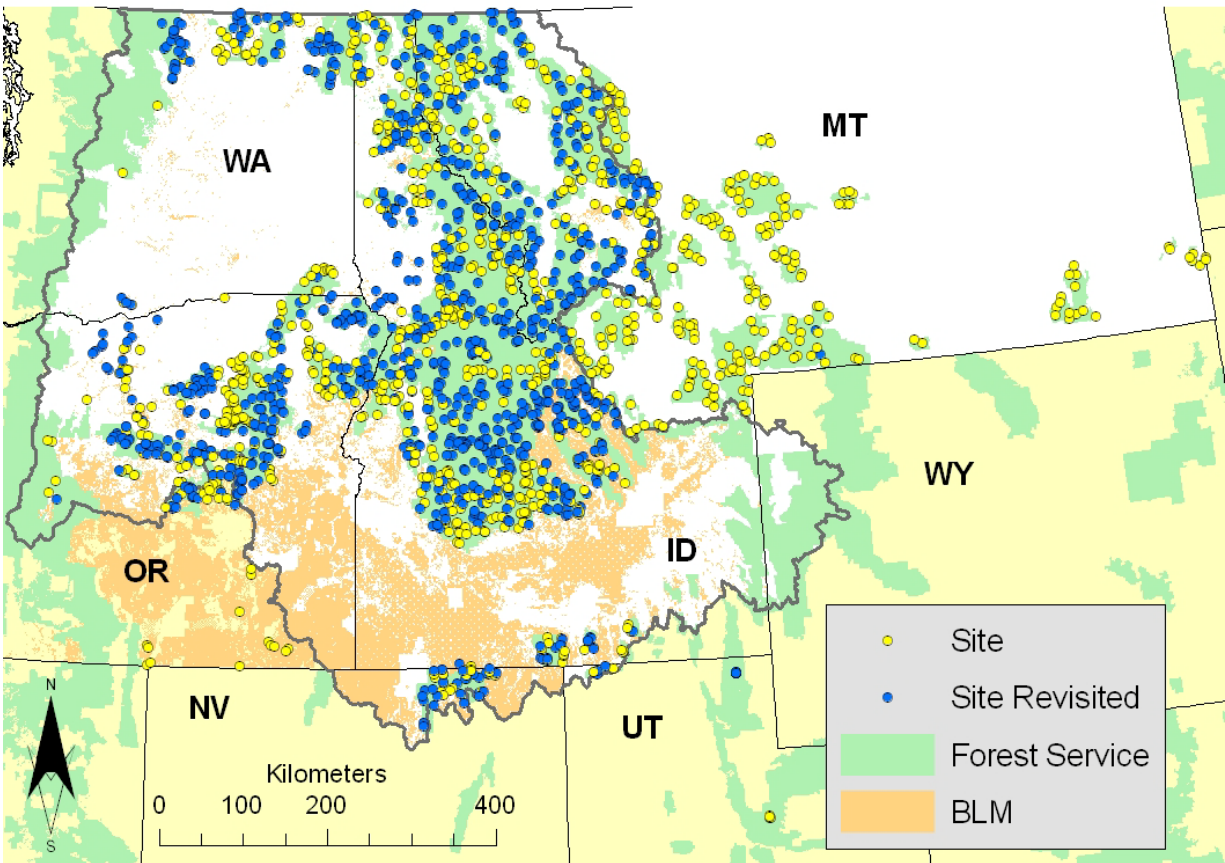 WA
MT
WY
ID
OR
NV
UT
N
S
Kilometers
0 100 200 400
Site
Site Revisited
Forest Service
BLM